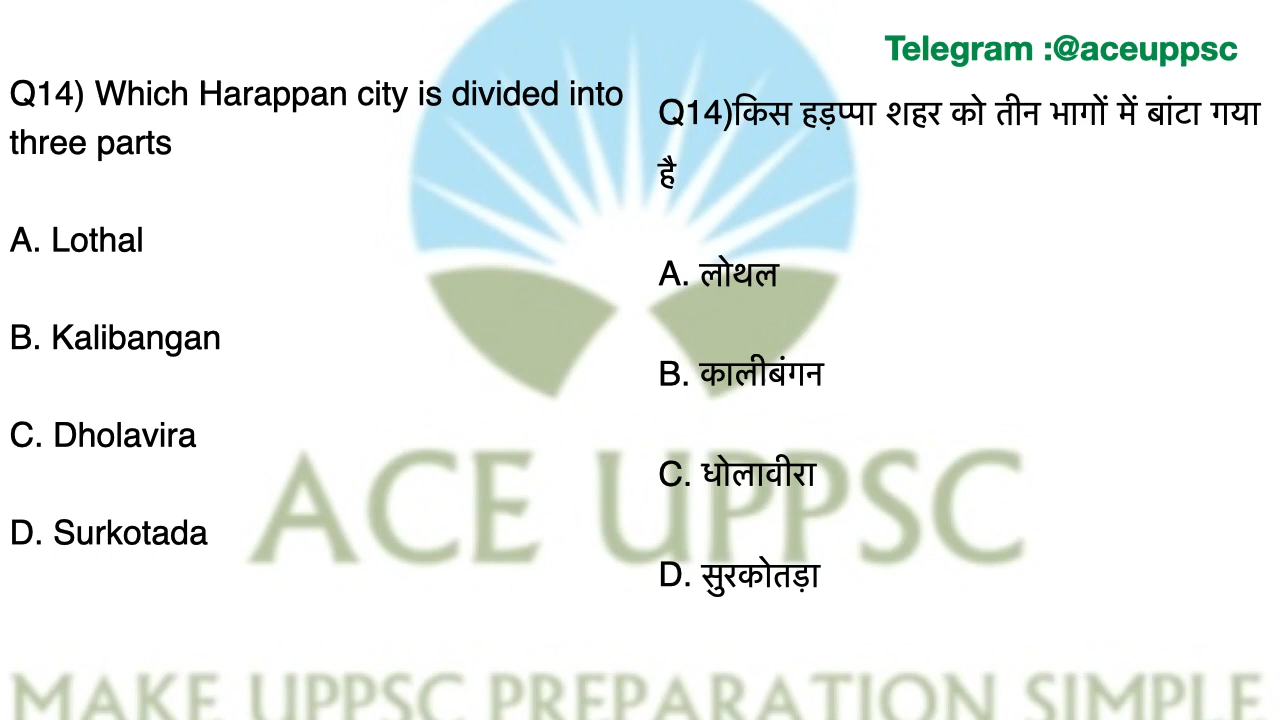 Telegram :@aceuppsc
Q14) Which Harappan city is divided into
three parts
A. Lothal
B. Kalibangan
C. Dholavira
D. Surkotada
Q14)किस हड़प्पा शहर को तीन भागों में बांटा गया
है
A. लोथल
B. कालीबंगन
C. धोलावीरा
D. सुरकोतड़ा
ACE UPPSC
MAKE UPPSC PREPARATION SIMPLE